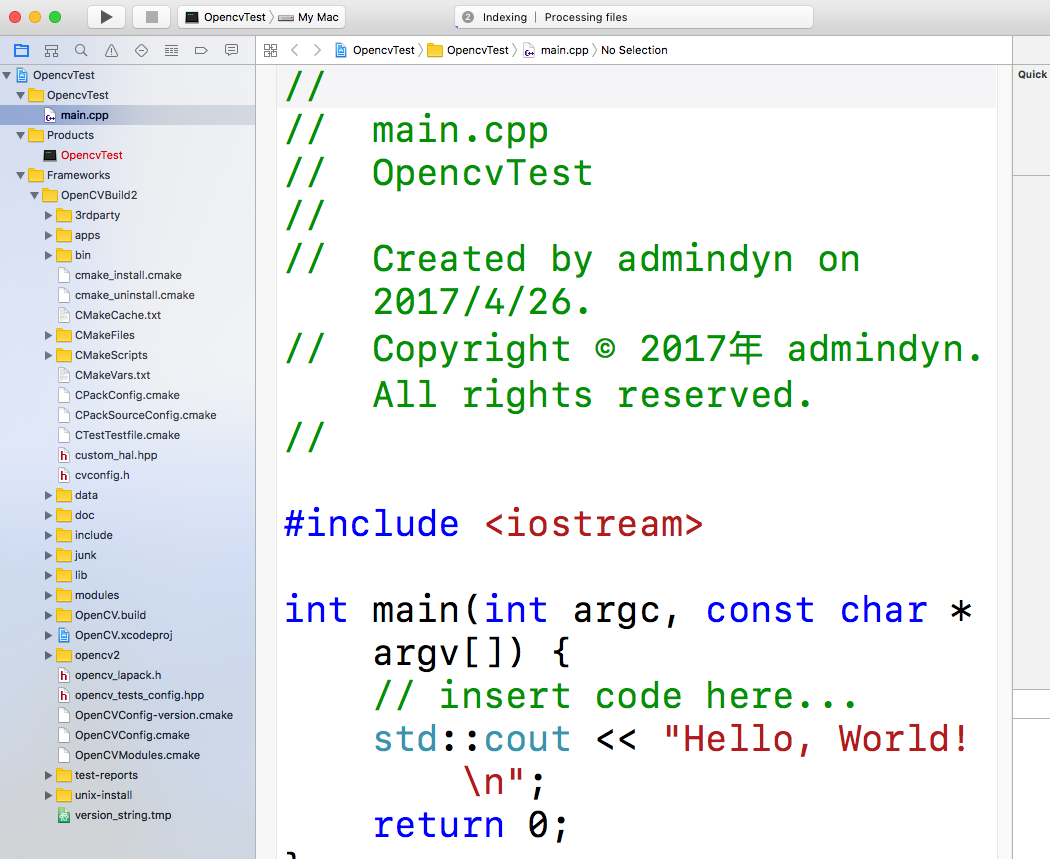 OpencvTest
My Mac
2 Indexing | Processing files
OpencvTest
OpencvTest
main.cpp
No Selection
OpencvTest
OpencvTest
main.cpp
Products
OpencvTest
Frameworks
OpenCVBuild2
3rdparty
apps
bin
cmake_install.cmake
cmake_uninstall.cmake
CMakeCache.txt
CMakeFiles
CMakeScripts
CMakeVars.txt
CPackConfig.cmake
CPackSourceConfig.cmake
CTestTestfile.cmake
custom_hal.hpp
cvconfig.h
data
doc
include
junk
lib
modules
OpenCV.build
OpenCV.xcodeproj
opencv2
opencv_lapack.h
opencv_tests_config.hpp
OpenCVConfig-version.cmake
OpenCVConfig.cmake
OpenCVModules.cmake
test-reports
unix-install
version_string.tmp
//
//  main.cpp
//  OpencvTest
//
//  Created by admindyn on
2017/4/26.
//  Copyright © 2017年 admindyn.
All rights reserved.
//
#include <iostream>
int main(int argc, const char *
argv[]) {
// insert code here...
std::cout << "Hello, World!
\n";
return 0;
Quick